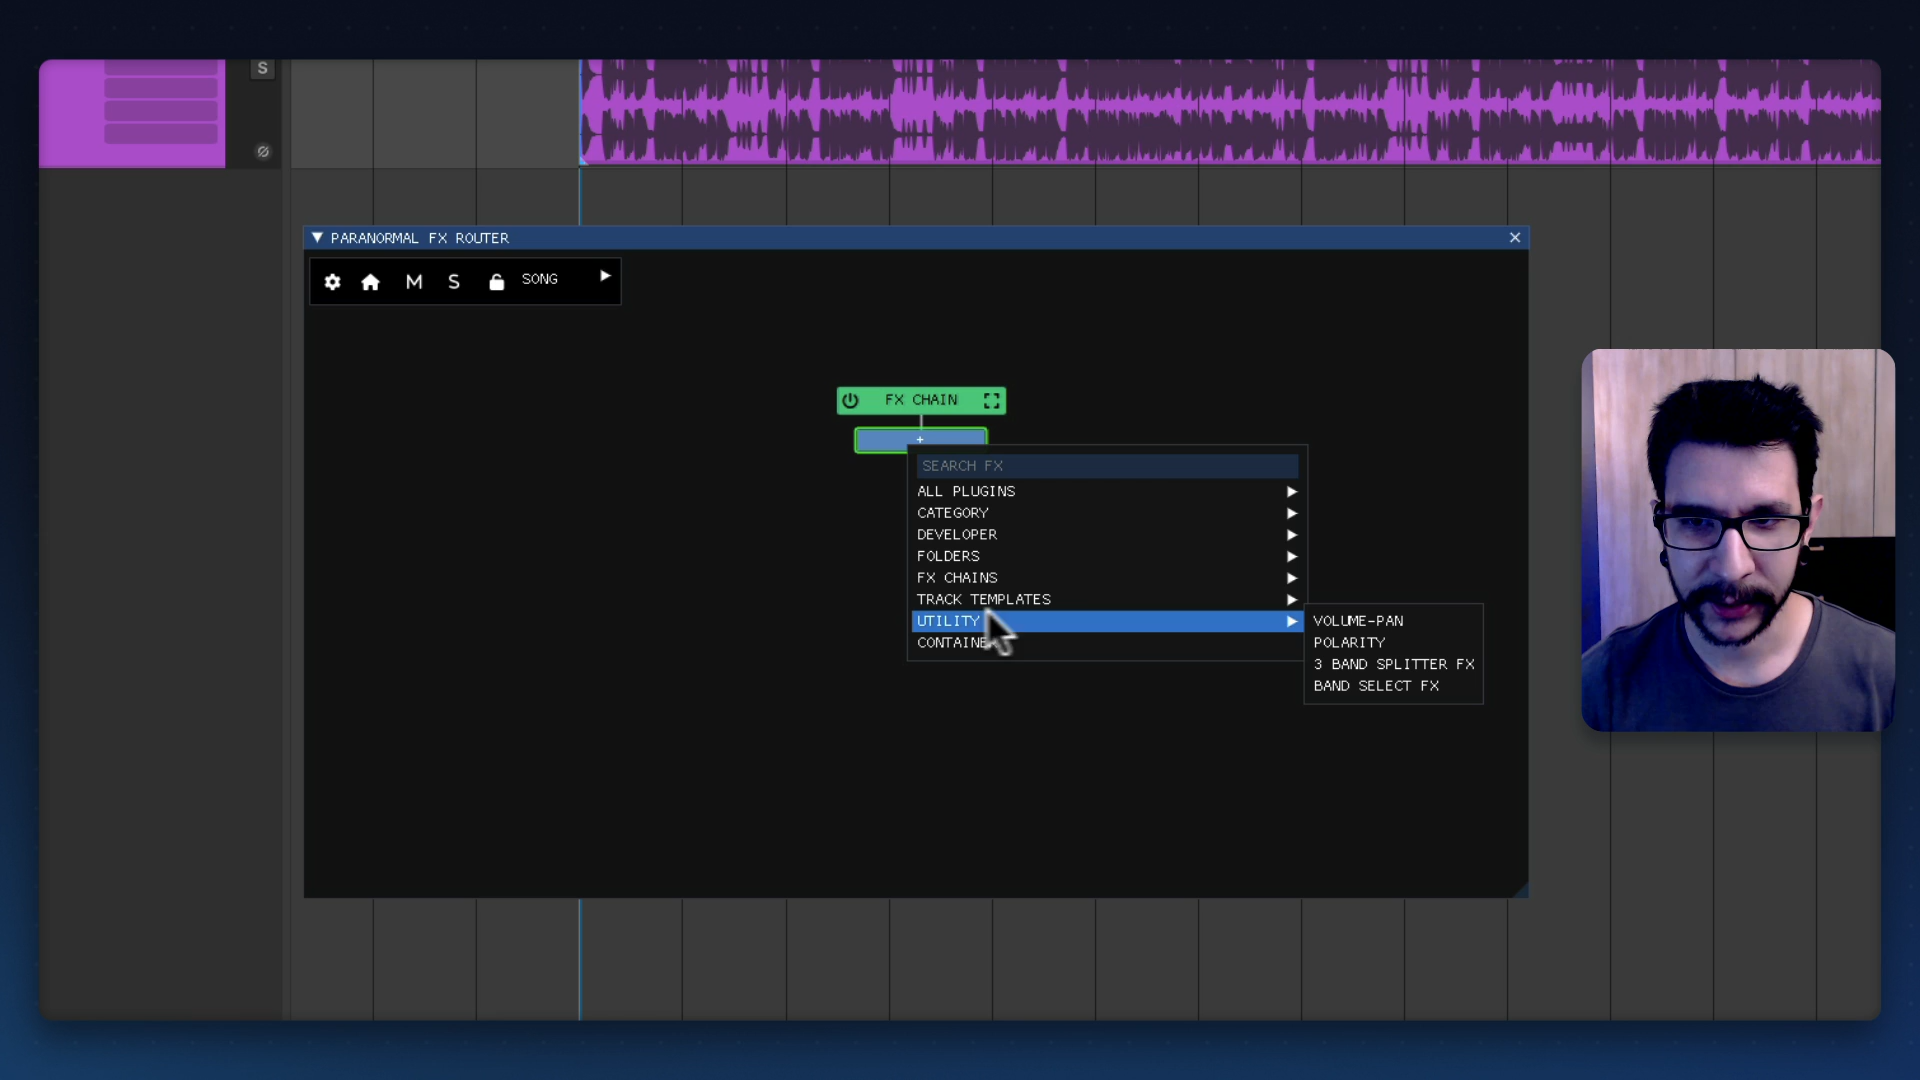 S
PARANORMAL FX ROUTER
M S SONG
FX CHAIN
+
SEARCH FX
ALL PLUGINS
CATEGORY
DEVELOPER
FOLDERS
FX CHAINS
TRACK TEMPLATES
UTILITY
CONTAINE
VOLUME-PAN
POLARITY
3 BAND SPLITTER FX
BAND SELECT FX